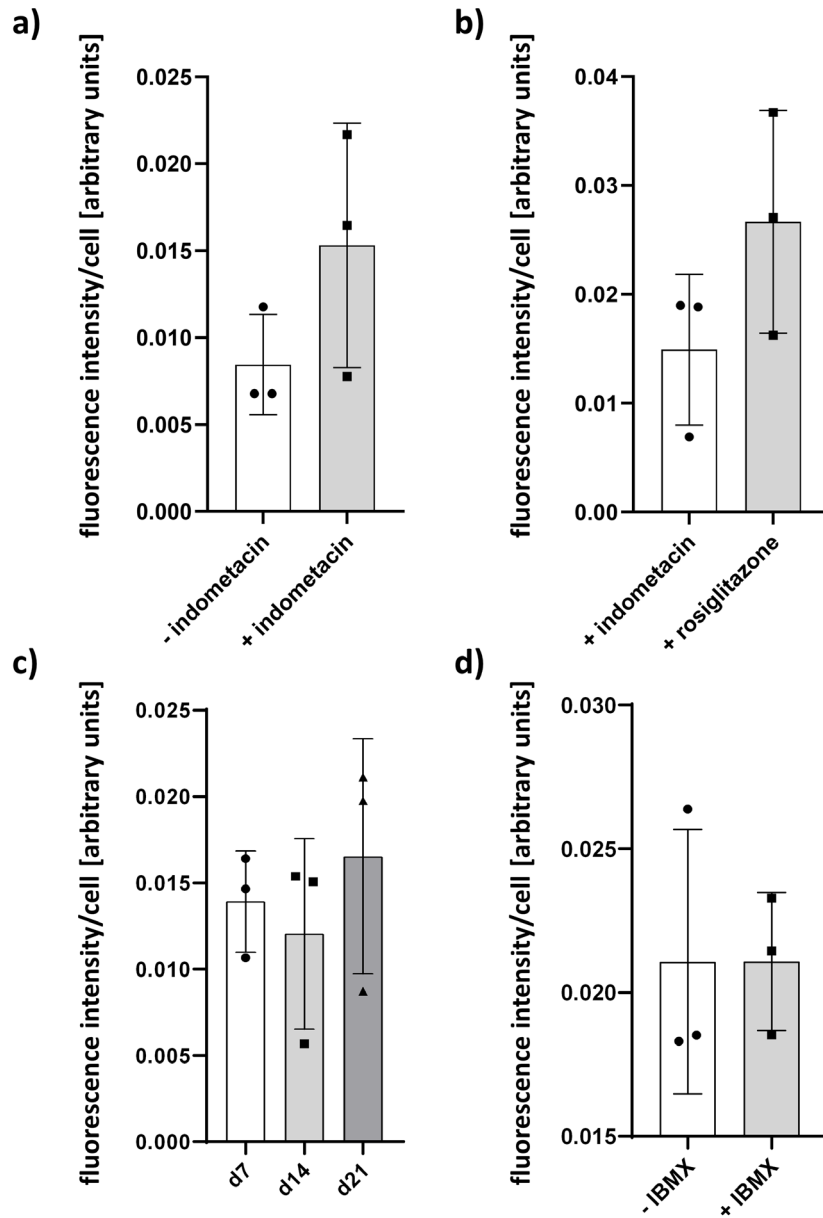 a)
fluorescence intensity/cell [arbitrary units]
0.025
0.020
0.015
0.010
0.005
0.000
- indometacin
+ indometacin
b)
fluorescence intensity/cell [arbitrary units]
0.04
0.03
0.02
0.01
0.00
+ indometacin
+ rosiglitazone
c)
fluorescence intensity/cell [arbitrary units]
0.025
0.020
0.015
0.010
0.005
0.000
d7
d14
d21
d)
fluorescence intensity/cell [arbitrary units]
0.030
0.025
0.020
0.015
- IBMX
+ IBMX